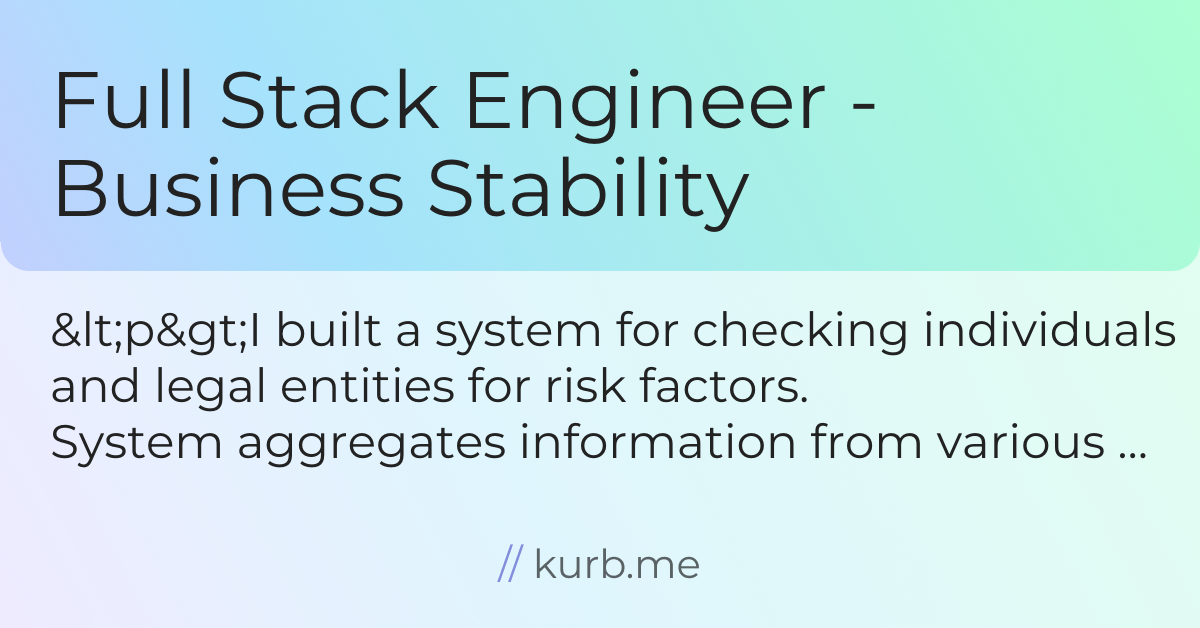 Full Stack Engineer -
Business Stability
&lt;p&gt;I built a system for checking individuals
and legal entities for risk factors.
System aggregates information from various ...
// kurb.me